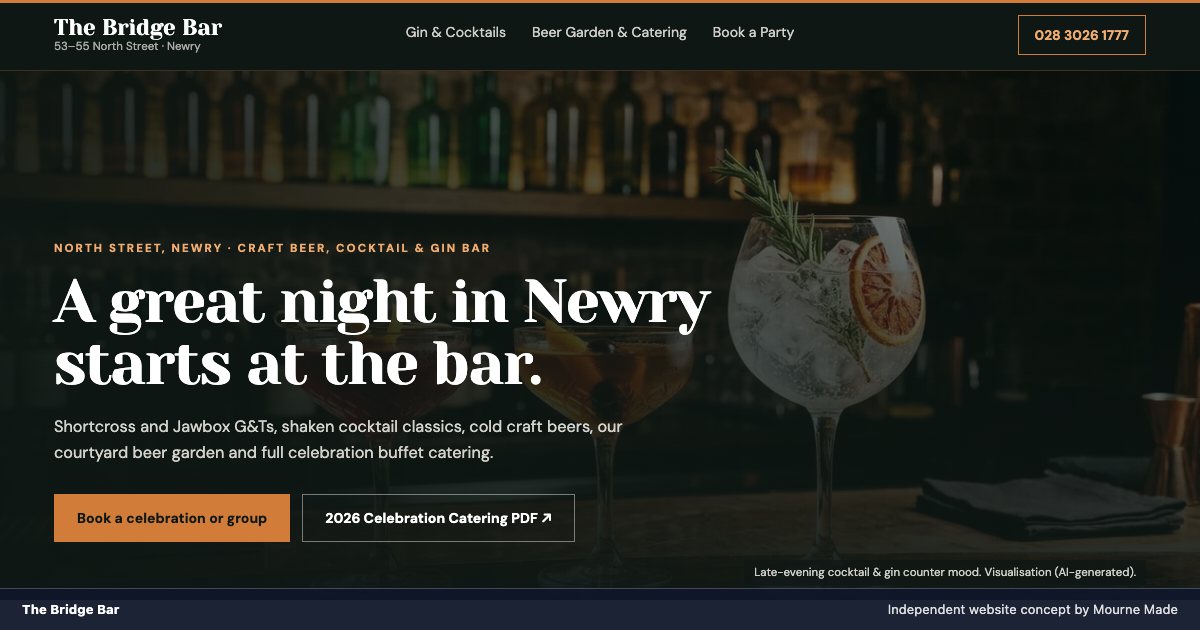 The Bridge Bar
53–55 North Street · Newry
Gin & Cocktails
Beer Garden & Catering
Book a Party
028 3026 1777
NORTH STREET, NEWRY · CRAFT BEER, COCKTAIL & GIN BAR
A great night in Newry
starts at the bar.
Shortcross and Jawbox G&Ts, shaken cocktail classics, cold craft beers, our
courtyard beer garden and full celebration buffet catering.
Book a celebration or group
2026 Celebration Catering PDF ↗
Late-evening cocktail & gin counter mood. Visualisation (AI-generated).
The Bridge Bar
Independent website concept by Mourne Made